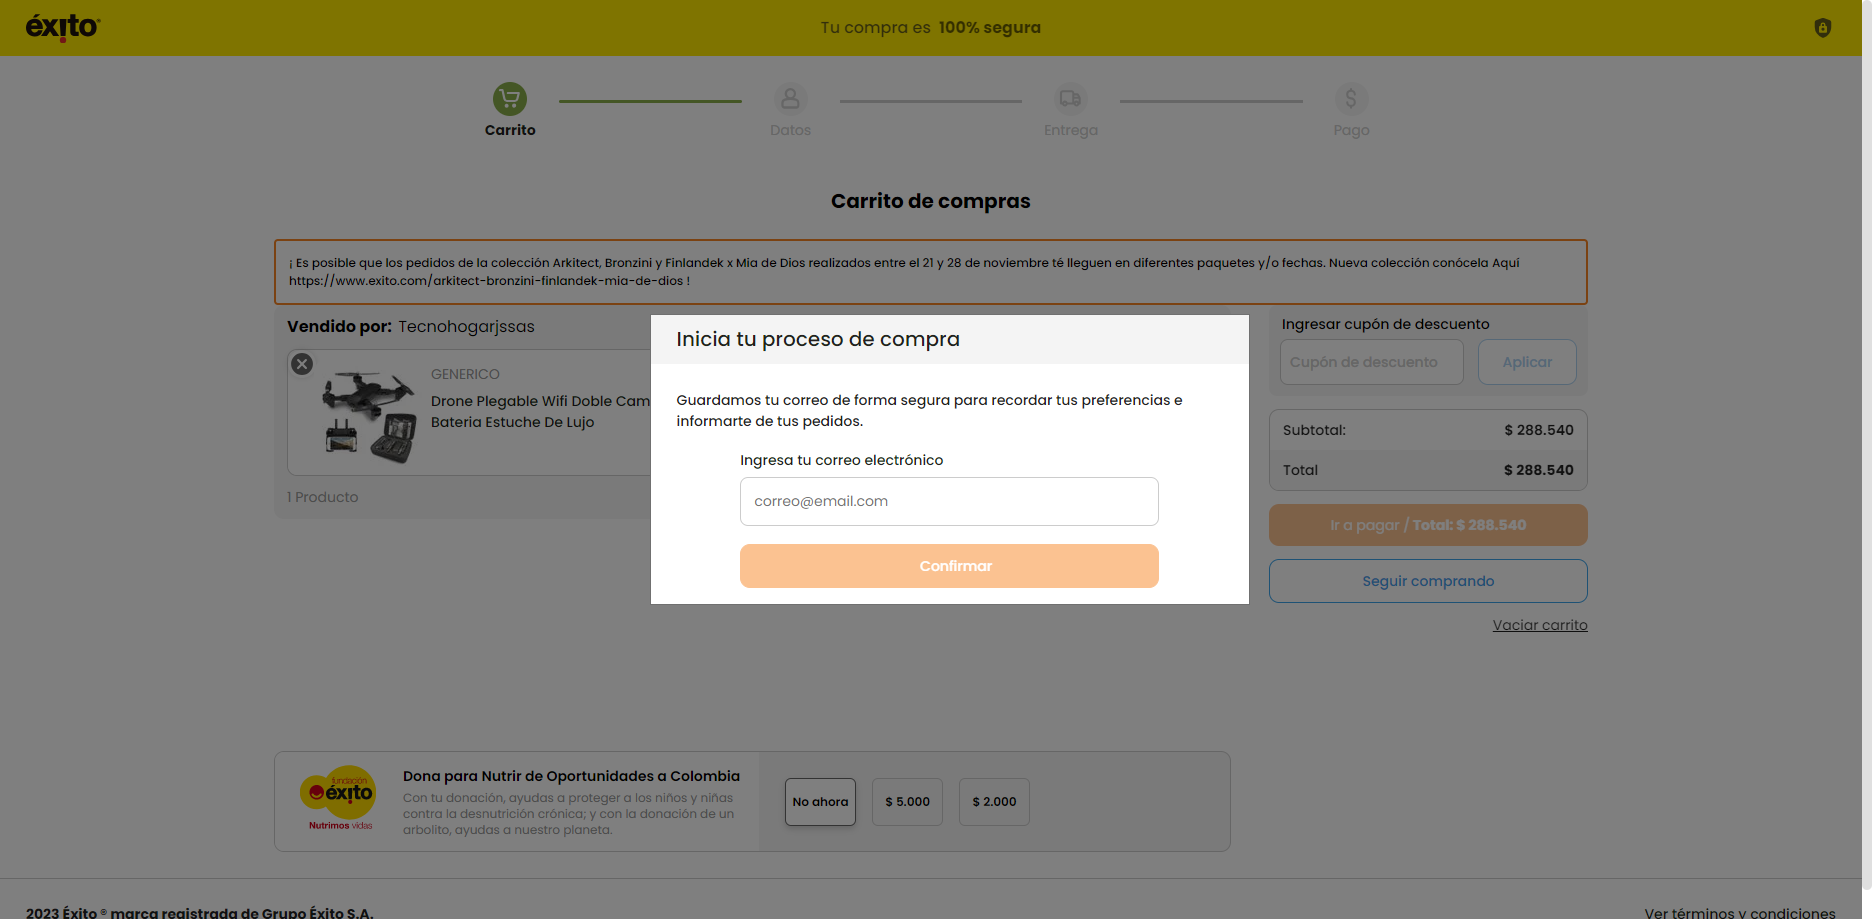 éxito
Tu compra es 100% segura
Carrito
Datos
Entrega
Pago
Carrito de compras
¡ Es posible que los pedidos de la colección Arkitect, Bronzini y Finlandek x Mia de Dios realizados entre el 21 y 28 de noviembre té lleguen en diferentes paquetes y/o fechas. Nueva colección conócela Aquí
https://www.exito.com/arkitect-bronzini-finlandek-mia-de-dios !
Vendido por: Tecnohogarjssas
GENERICO
Drone Plegable Wifi Doble Cam
Bateria Estuche De Lujo
1 Producto
Inicia tu proceso de compra
Guardamos tu correo de forma segura para recordar tus preferencias e
informarte de tus pedidos.
Ingresa tu correo electrónico
correo@email.com
Confirmar
Ingresar cupón de descuento
Cupón de descuento
Aplicar
Subtotal: $ 288.540
Total $ 288.540
Ir a pagar / Total: $ 288.540
Seguir comprando
Vaciar carrito
fundación
éxito
Nutrimos vidas
Dona para Nutrir de Oportunidades a Colombia
Con tu donación, ayudas a proteger a los niños y niñas
contra la desnutrición crónica; y con la donación de un
arbolito, ayudas a nuestro planeta.
No ahora
$ 5.000
$ 2.000
2023 Éxito ® marca registrada de Grupo Éxito S.A.
Ver términos y condiciones